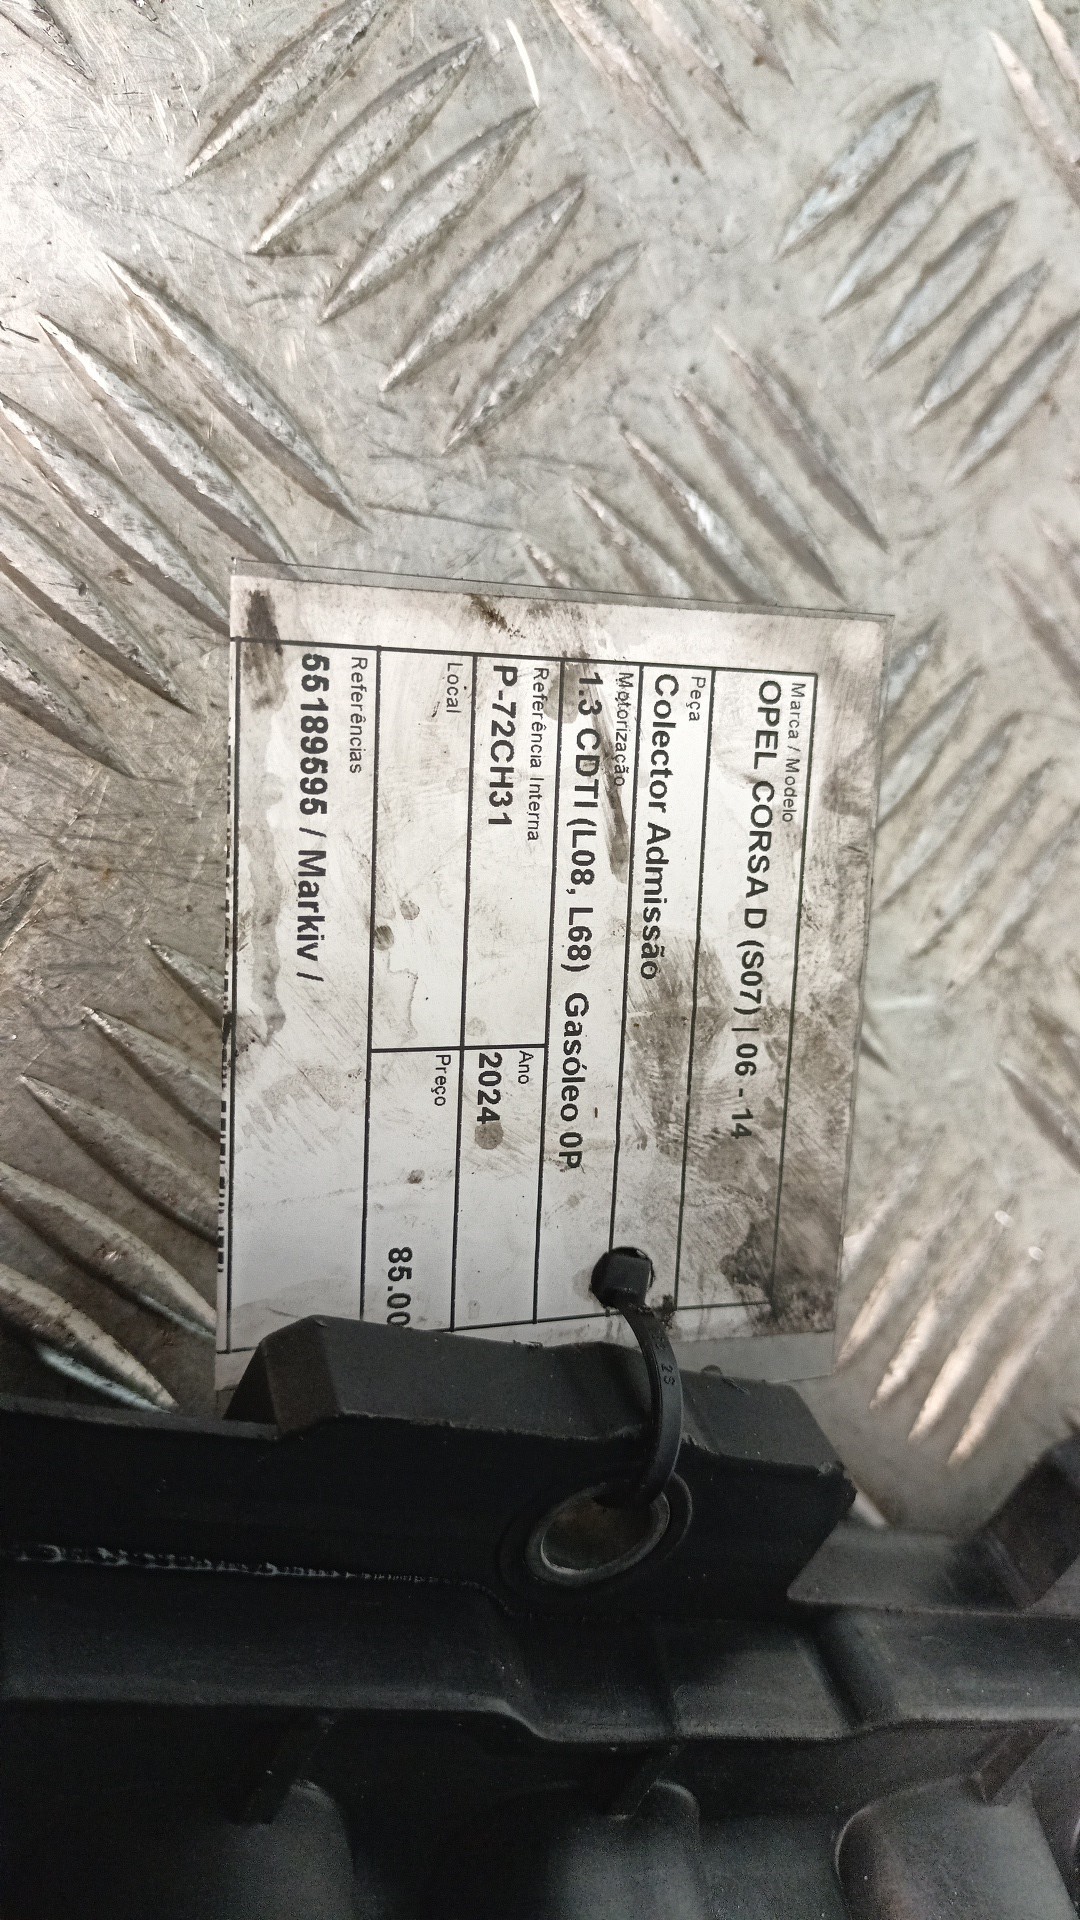 Marca / Modelo
OPEL CORSA D (S07) | 06 - 14
Peça
Colector Admissão
Motorização
1.3 CDTI (L08, L68) Gasóleo 0P
Referência Interna
P-72CH31
Ano
2024
Local
Preço
85.00
Referências
55189595 / Markiv /